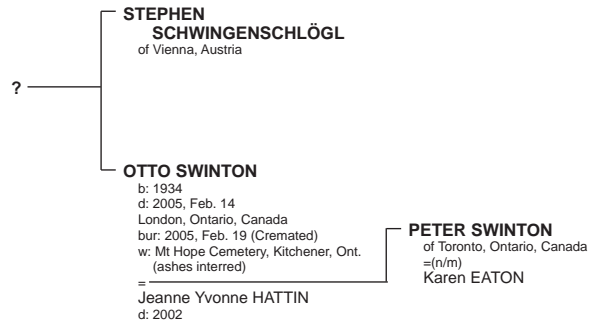 STEPHEN
SCHWINGENSCHLÖGL
of Vienna, Austria
?
OTTO SWINTON
b: 1934
d: 2005, Feb. 14
London, Ontario, Canada
bur: 2005, Feb. 19 (Cremated)
w: Mt Hope Cemetery, Kitchener, Ont.
(ashes interred)
=
Jeanne Yvonne HATTIN
d: 2002
PETER SWINTON
of Toronto, Ontario, Canada
=(n/m)
Karen EATON